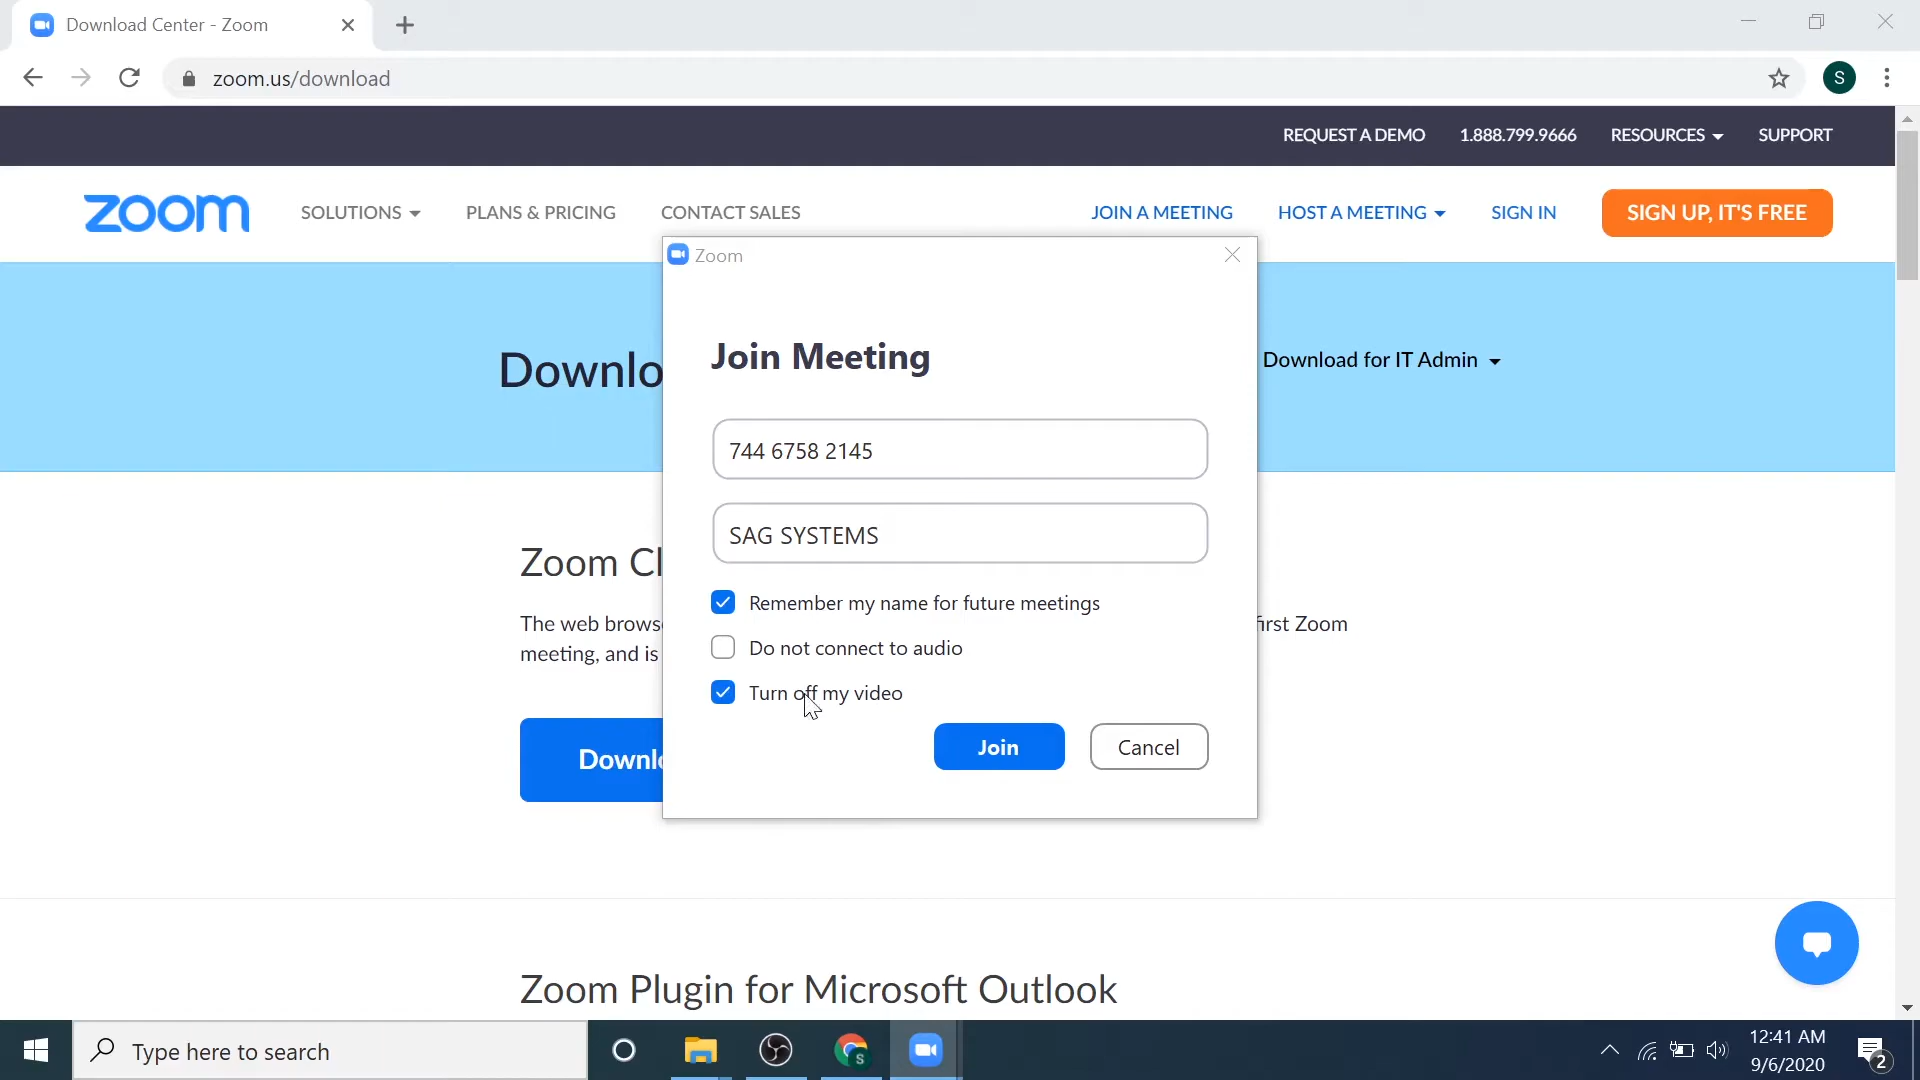 Download Center - Zoom
zoom.us/download
S
REQUEST A DEMO 1.888.799.9666 RESOURCES SUPPORT
zoom SOLUTIONS PLANS & PRICING CONTACT SALES JOIN A MEETING HOST A MEETING SIGN IN SIGN UP, IT'S FREE
Zoom
Join Meeting
Downlo
Download for IT Admin
744 6758 2145
SAG SYSTEMS
Zoom Cl
Remember my name for future meetings
The web browse
first Zoom
Do not connect to audio
meeting, and is
Turn off my video
Join Cancel
Downlo
Zoom Plugin for Microsoft Outlook
Type here to search
S
12:41 AM
9/6/2020
2